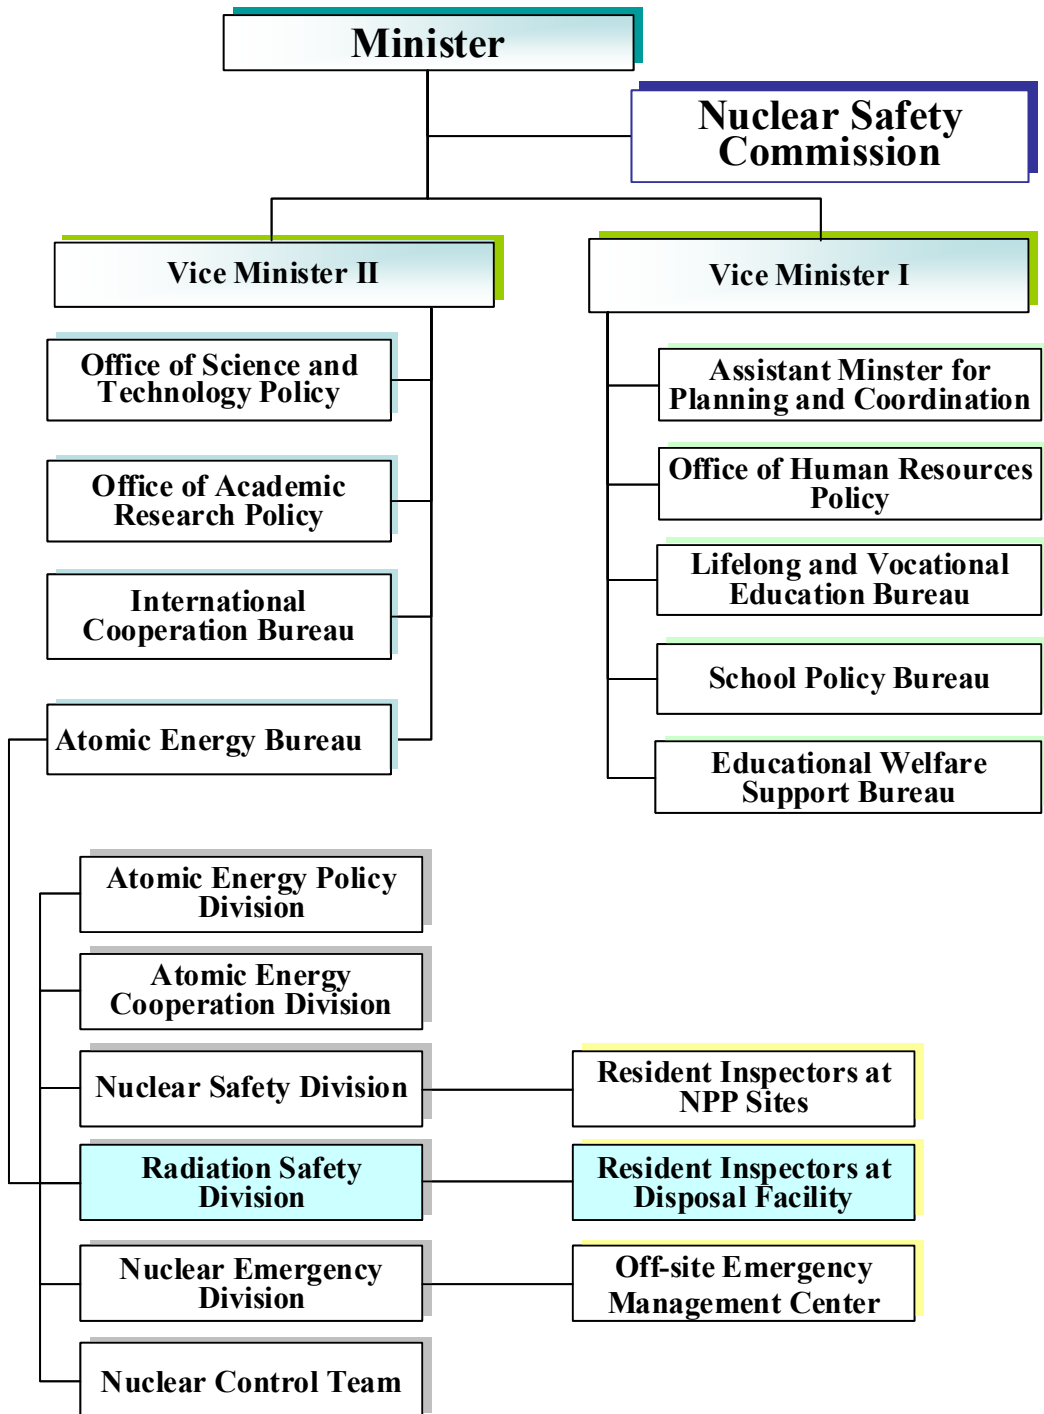 Minister
Nuclear Safety
Commission
Vice Minister II
Vice Minister I
Office of Science and
Technology Policy
Office of Academic
Research Policy
International
Cooperation Bureau
Atomic Energy Bureau
Assistant Minster for
Planning and Coordination
Office of Human Resources
Policy
Lifelong and Vocational
Education Bureau
School Policy Bureau
Educational Welfare
Support Bureau
Atomic Energy Policy
Division
Atomic Energy
Cooperation Division
Nuclear Safety Division
Resident Inspectors at
NPP Sites
Radiation Safety
Division
Resident Inspectors at
Disposal Facility
Nuclear Emergency
Division
Off-site Emergency
Management Center
Nuclear Control Team